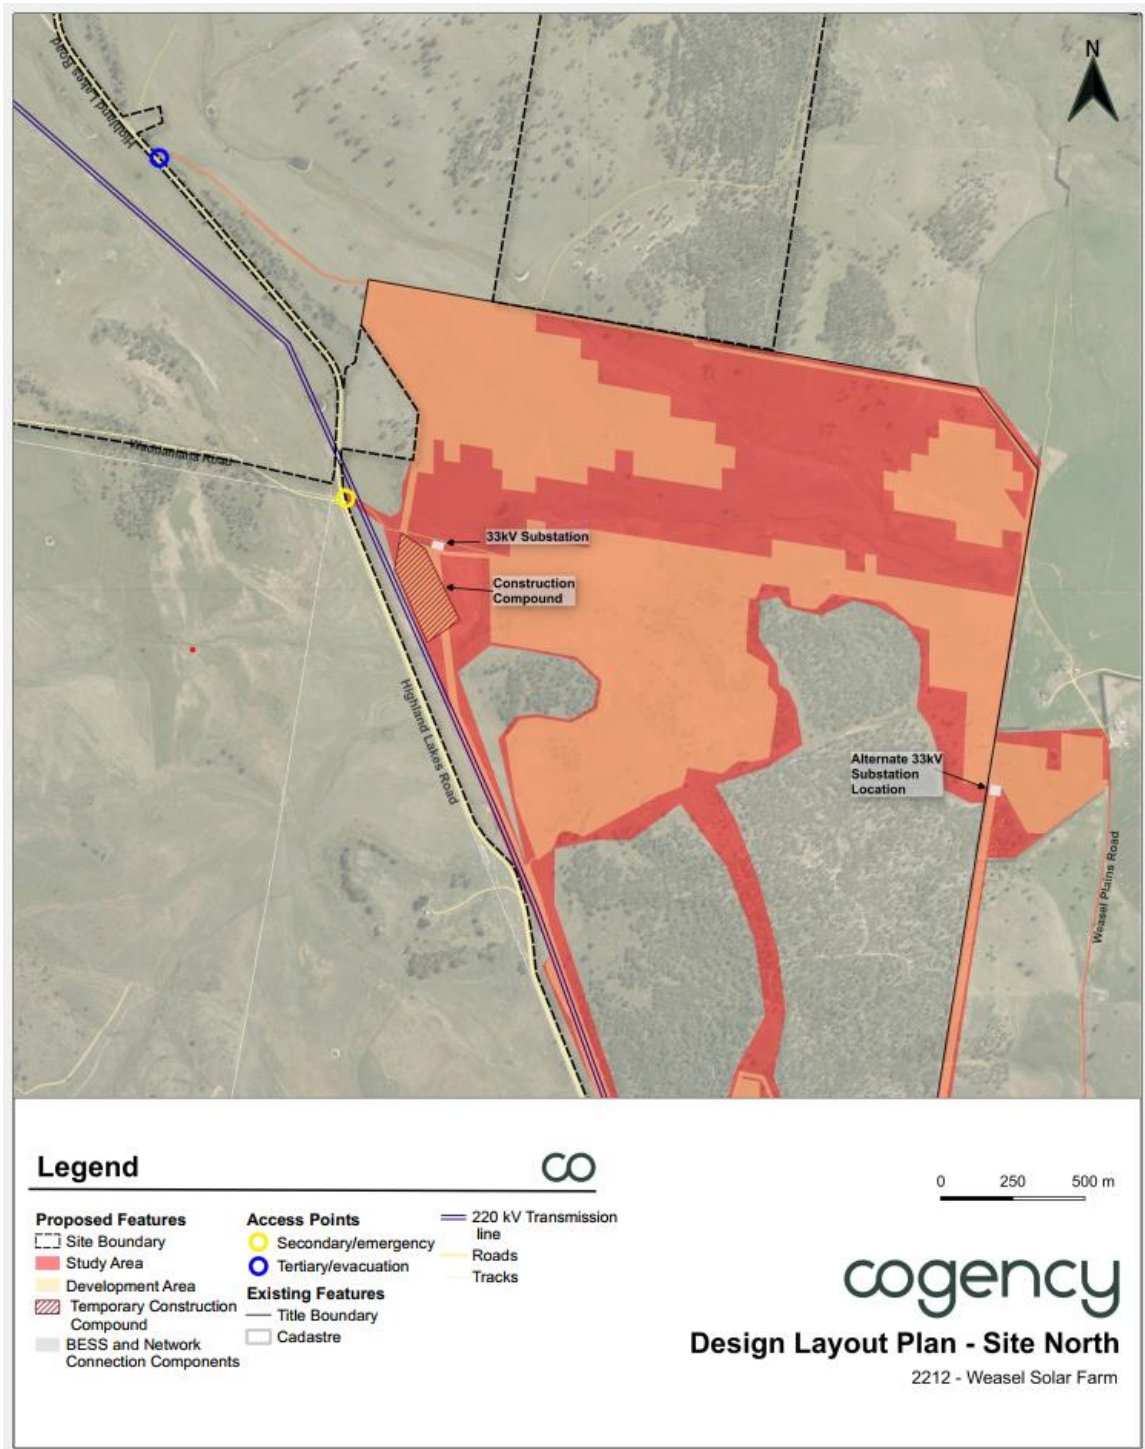 N
Highland Lakes Road
Waddamana Road
33kV Substation
Construction
Compound
Highland Lakes Road
Alternate 33kV
Substation
Location
Weasel Plains Road
Legend
CO
0 250 500 m
Proposed Features
Site Boundary
Study Area
Development Area
Temporary Construction
Compound
BESS and Network
Connection Components
Access Points
Secondary/emergency
Tertiary/evacuation
Existing Features
Title Boundary
Cadastre
220 kV Transmission
line
Roads
Tracks
cogency
Design Layout Plan - Site North
2212 - Weasel Solar Farm